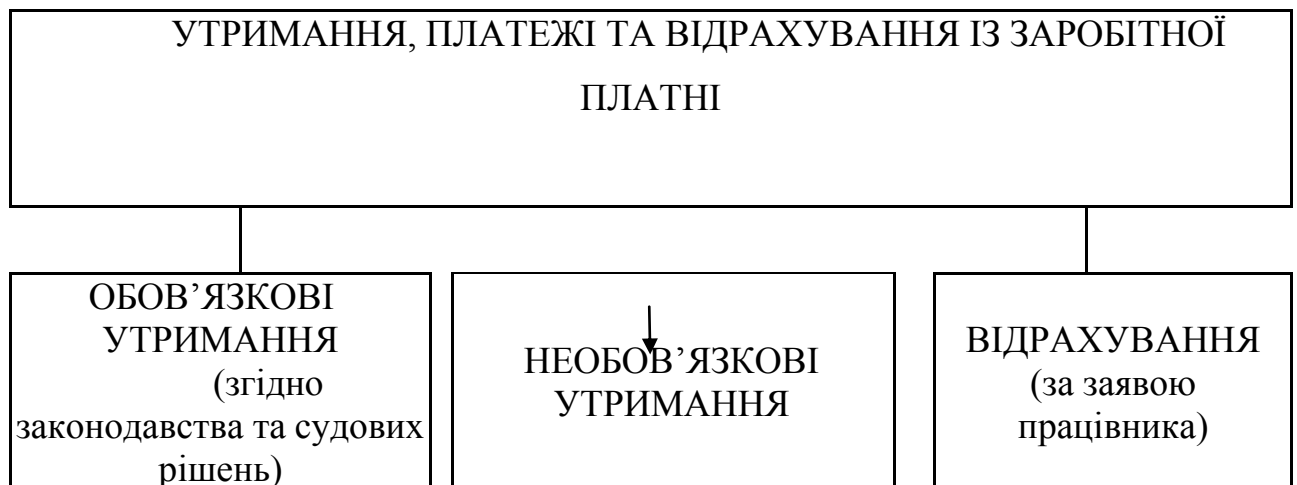 УТРИМАННЯ, ПЛАТЕЖІ ТА ВІДРАХУВАННЯ ІЗ ЗАРОБІТНОЇ
ПЛАТНІ
ОБОВ’ЯЗКОВІ
УТРИМАННЯ
(згідно
законодавства та судових
рішень)
НЕОБОВ’ЯЗКОВІ
УТРИМАННЯ
ВІДРАХУВАННЯ
(за заявою
працівника)